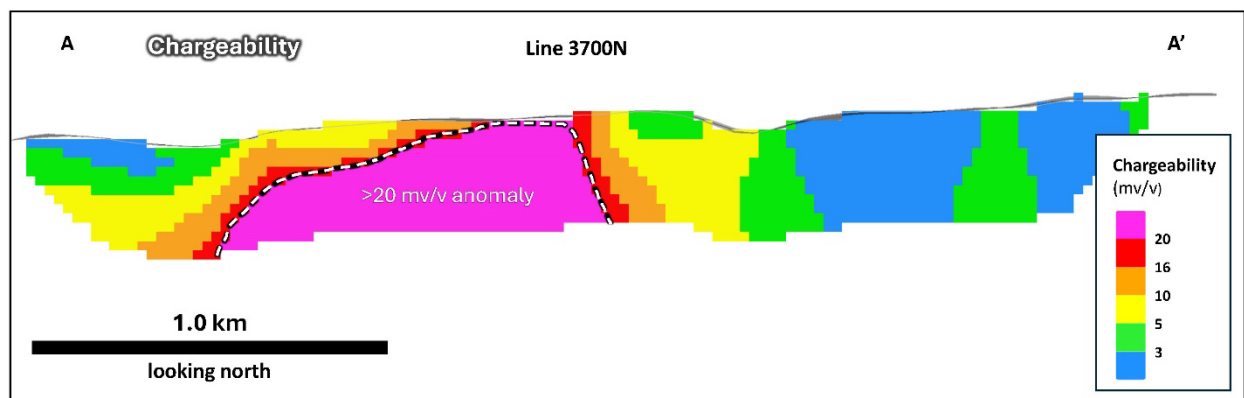 A
Chargeability
Line 3700N
A’
>20 mv/v anomaly
1.0 km
looking north
Chargeability
(mv/v)
20
16
10
5
3